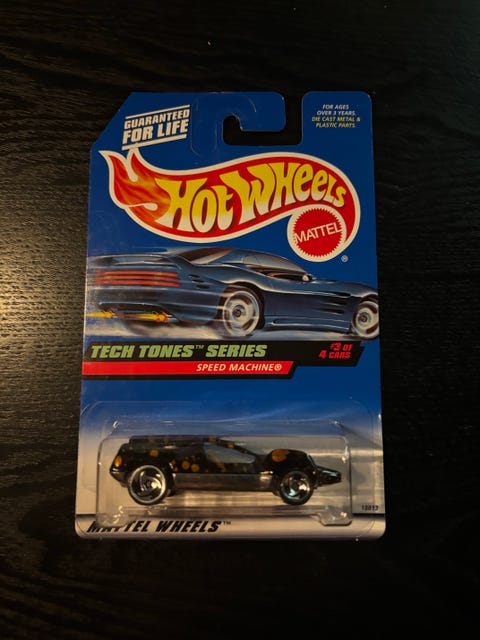 GUARANTEED
FOR LIFE
FOR AGES
OVER 3 YEARS.
DIE CAST METAL &
PLASTIC PARTS.
HOT WHEELS
MATTEL
®
TECH TONES™ SERIES
#3 OF
4 CARS
SPEED MACHINE®
MATTEL WHEELS™